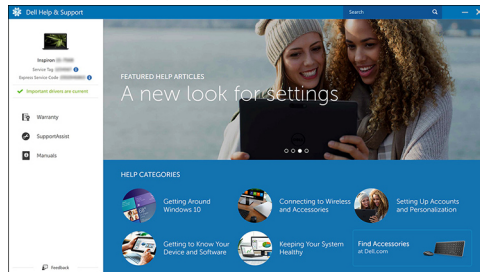 Dell Help & Support
Search
Inspiron
Service Tag
Express Service Code
Important drivers are current
Warranty
SupportAssist
Manuals
Feedback
FEATURED HELP ARTICLES
A new look for settings
HELP CATEGORIES
Getting Around
Windows 10
Connecting to Wireless
and Accessories
Setting Up Accounts
and Personalization
Getting to Know Your
Device and Software
Keeping Your System
Healthy
Find Accessories
at Dell.com